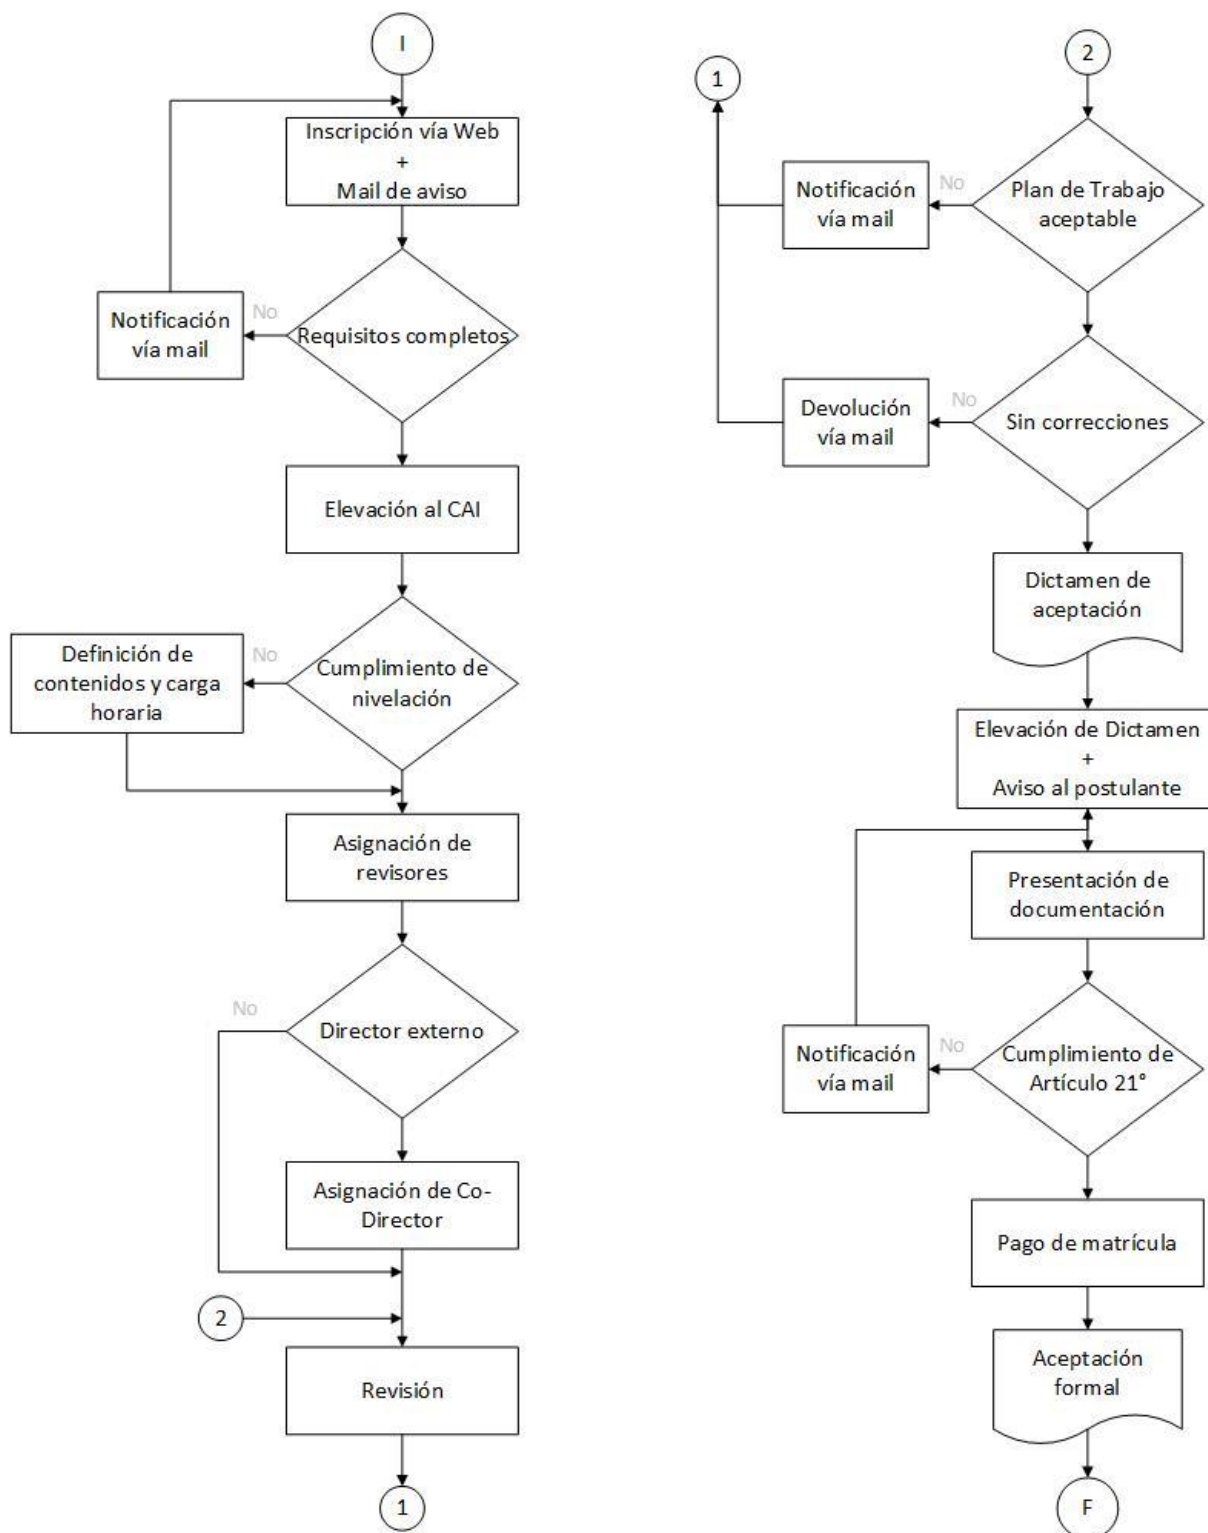 I
Inscripción vía Web
+
Mail de aviso
No
Notificación
vía mail
Requisitos completos
Elevación al CAI
No
Definición de
contenidos y carga
horaria
Cumplimiento de
nivelación
Asignación de
revisores
No
Director externo
Asignación de Co-
Director
2
Revisión
1
2
1
No
Notificación
vía mail
Plan de Trabajo
aceptable
No
Devolución
vía mail
Sin correcciones
Dictamen de
aceptación
Elevación de Dictamen
+
Aviso al postulante
Presentación de
documentación
No
Notificación
vía mail
Cumplimiento de
Artículo 21°
Pago de matrícula
Aceptación
formal
F